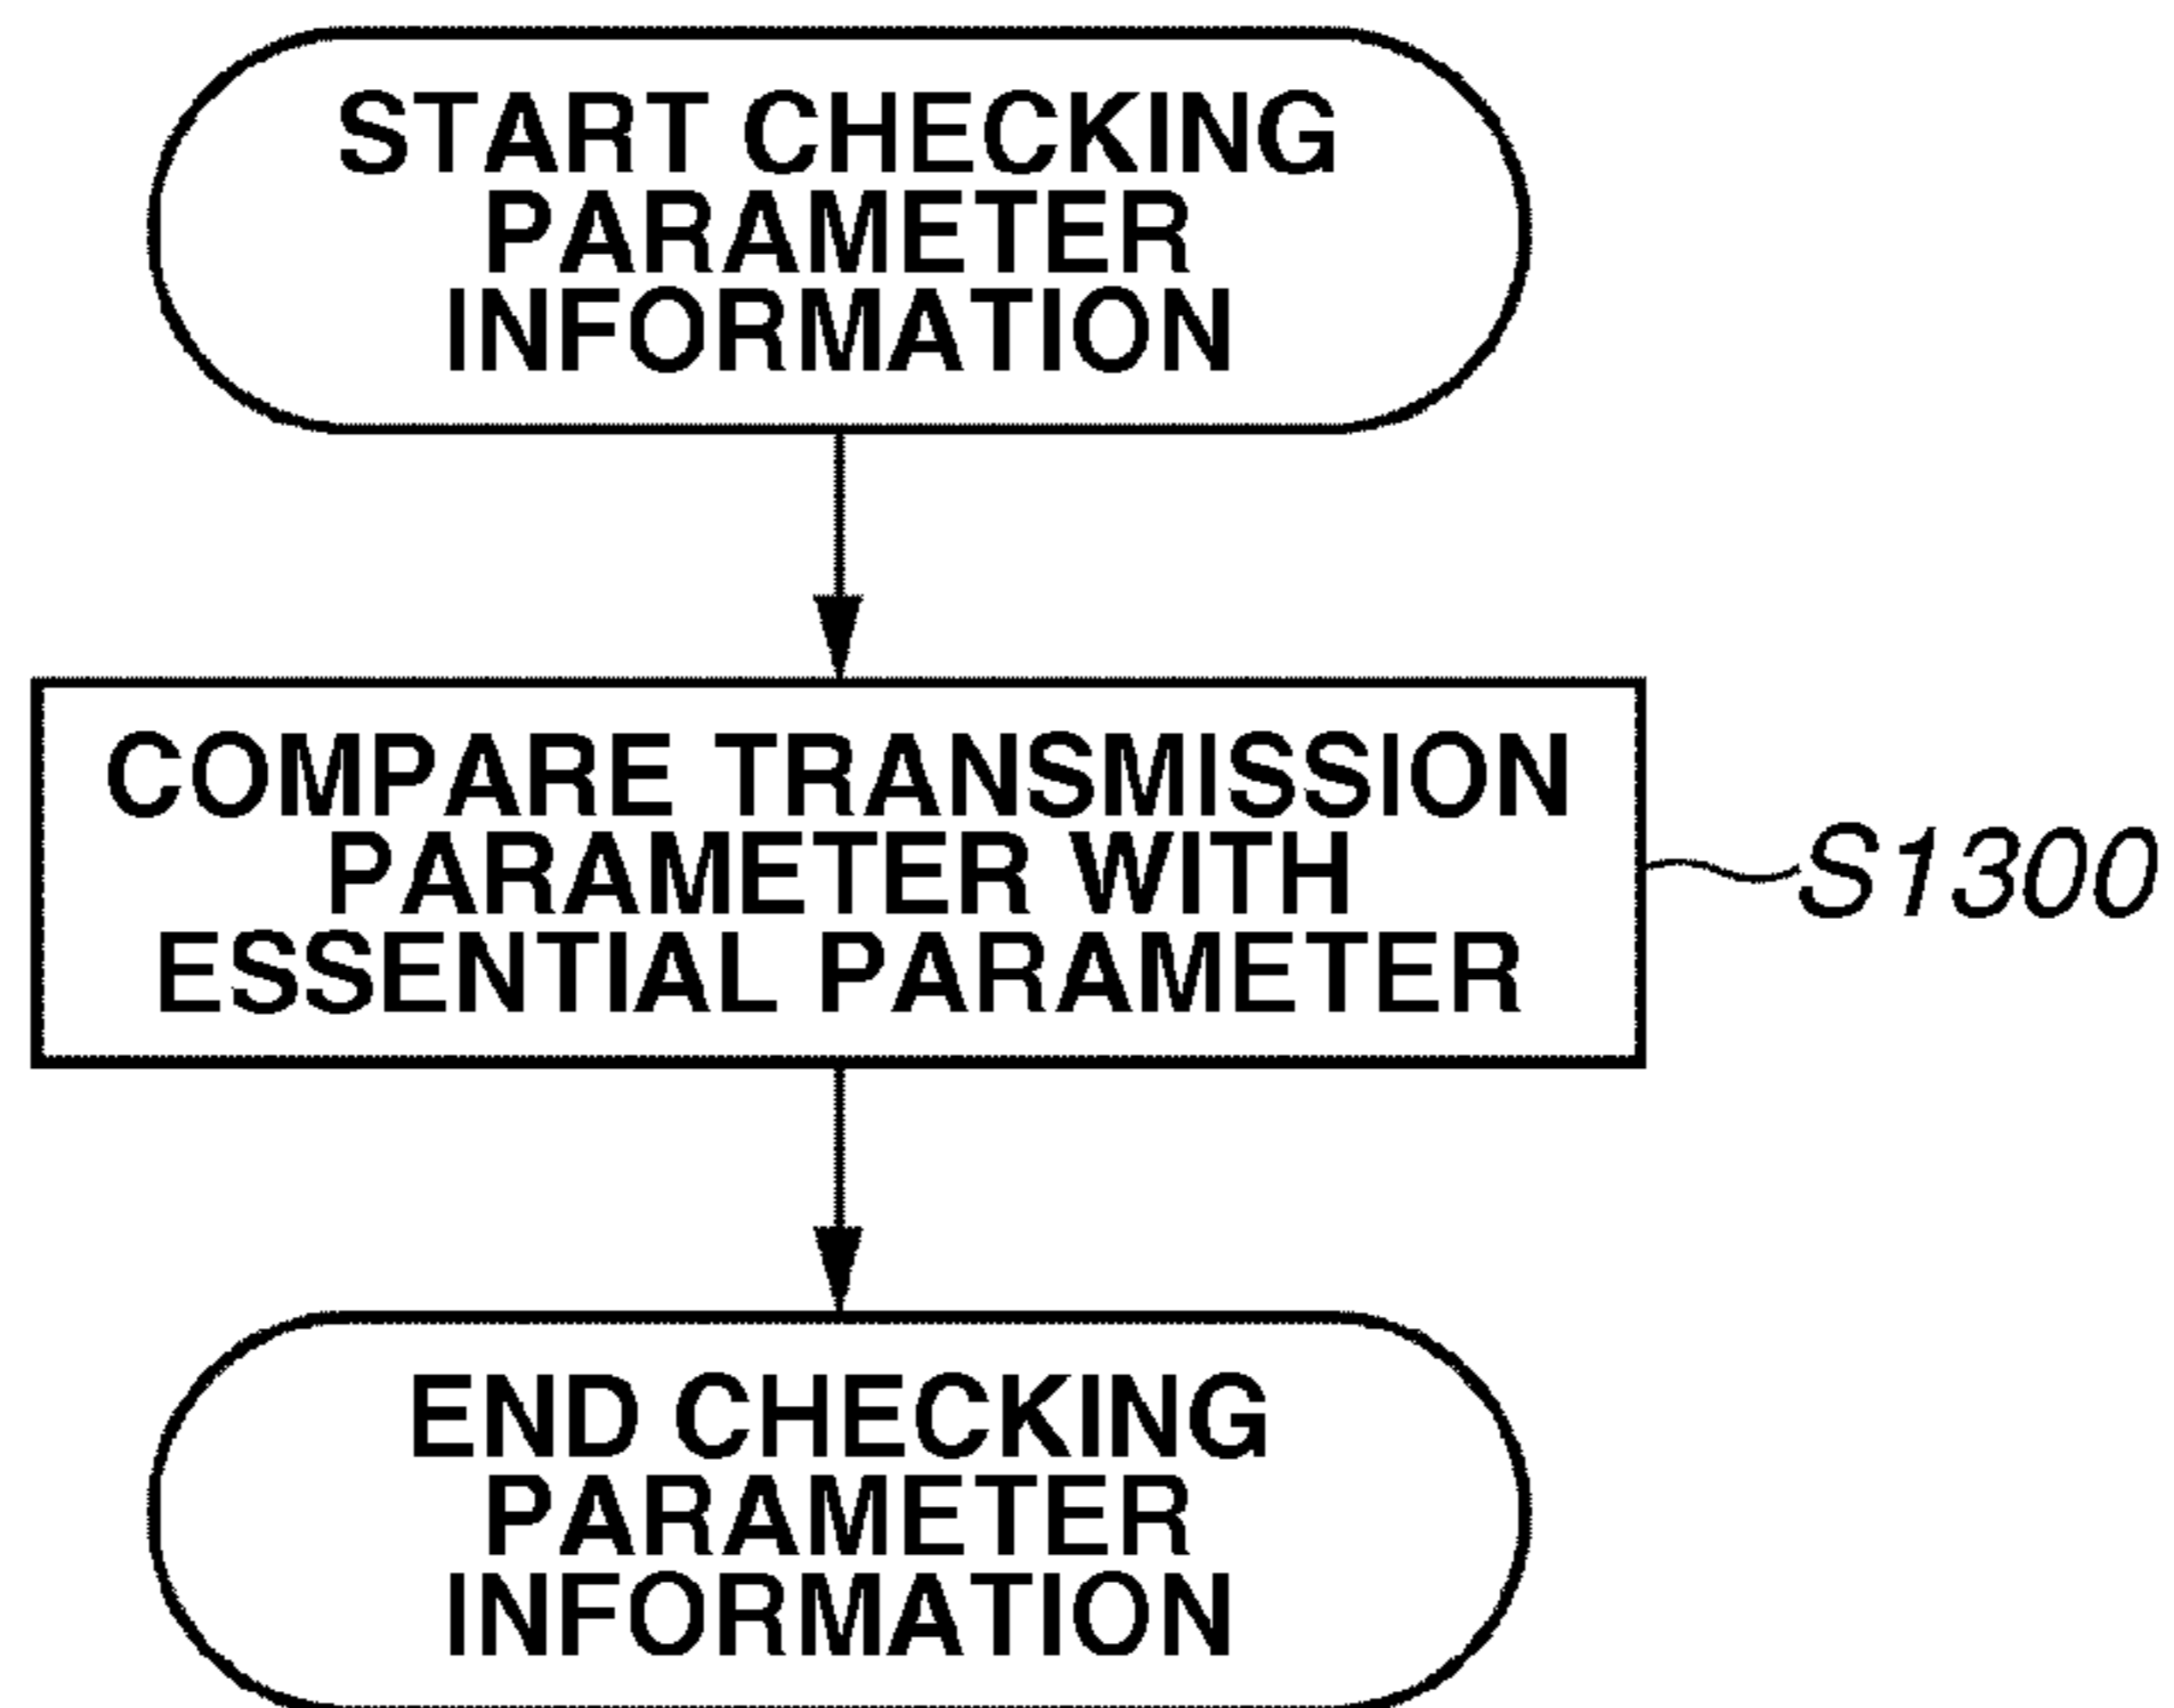 START CHECKING
PARAMETER
INFORMATION
COMPARE TRANSMISSION
PARAMETER WITH
ESSENTIAL PARAMETER
S1300
END CHECKING
PARAMETER
INFORMATION